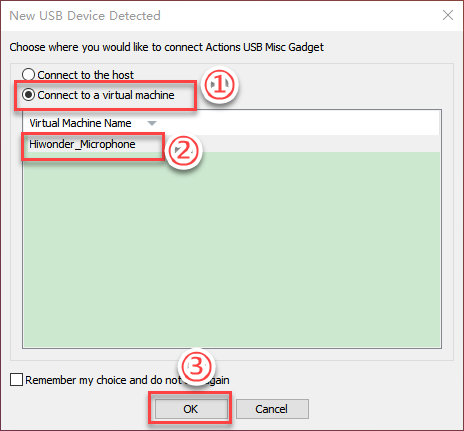 New USB Device Detected
Choose where you would like to connect Actions USB Misc Gadget
Connect to the host
①
Connect to a virtual machine
Virtual Machine Name
Hiwonder_Microphone
②
③
Remember my choice and do not gain
OK
Cancel